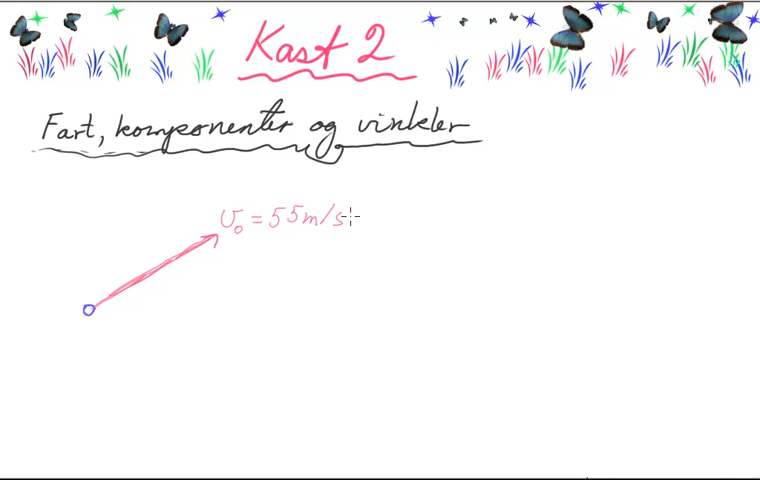 Kast 2
Fart, komponenter og vinkler
v₀ = 55 m/s